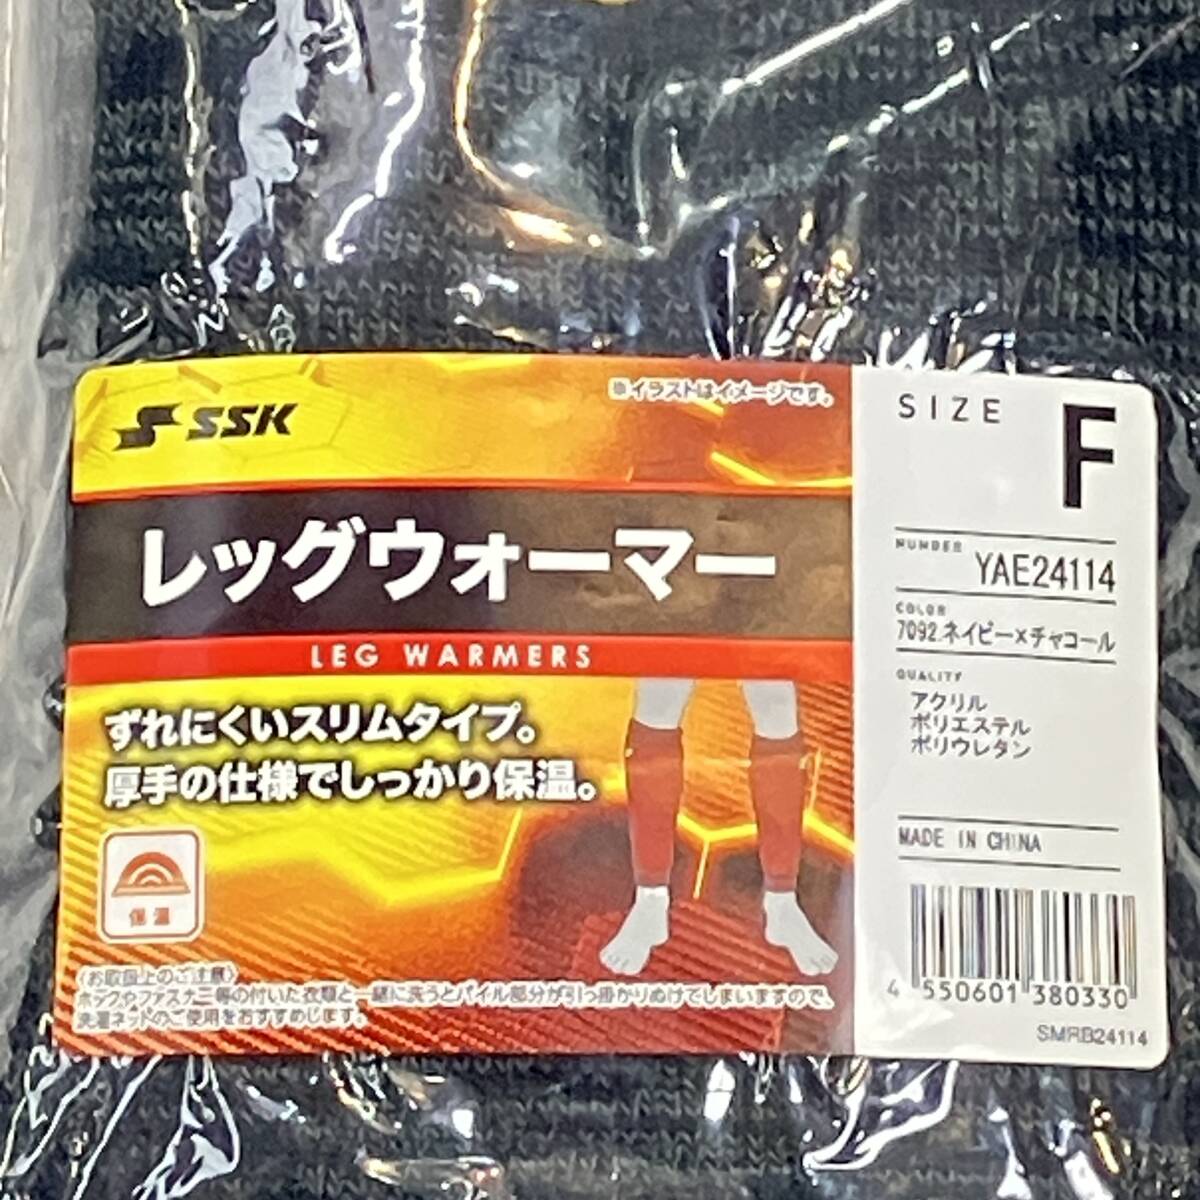 SSK
※イラストはイメージです。
レッグウォーマー
LEG WARMERS
ずれにくいスリムタイプ。
厚手の仕様でしっかり保温。
保温
〈お取扱上のご注意〉
ホックやファスナー等の付いた衣類と一緒に洗うとパイル部分が引っ掛かりぬけてしまいますので、
洗濯ネットのご使用をおすすめします。
SIZE F
NUMBER YAE24114
COLOR
7092.ネイビー×チャコール
QUALITY
アクリル
ポリエステル
ポリウレタン
MADE IN CHINA
4 550601 380330
SMRB24114